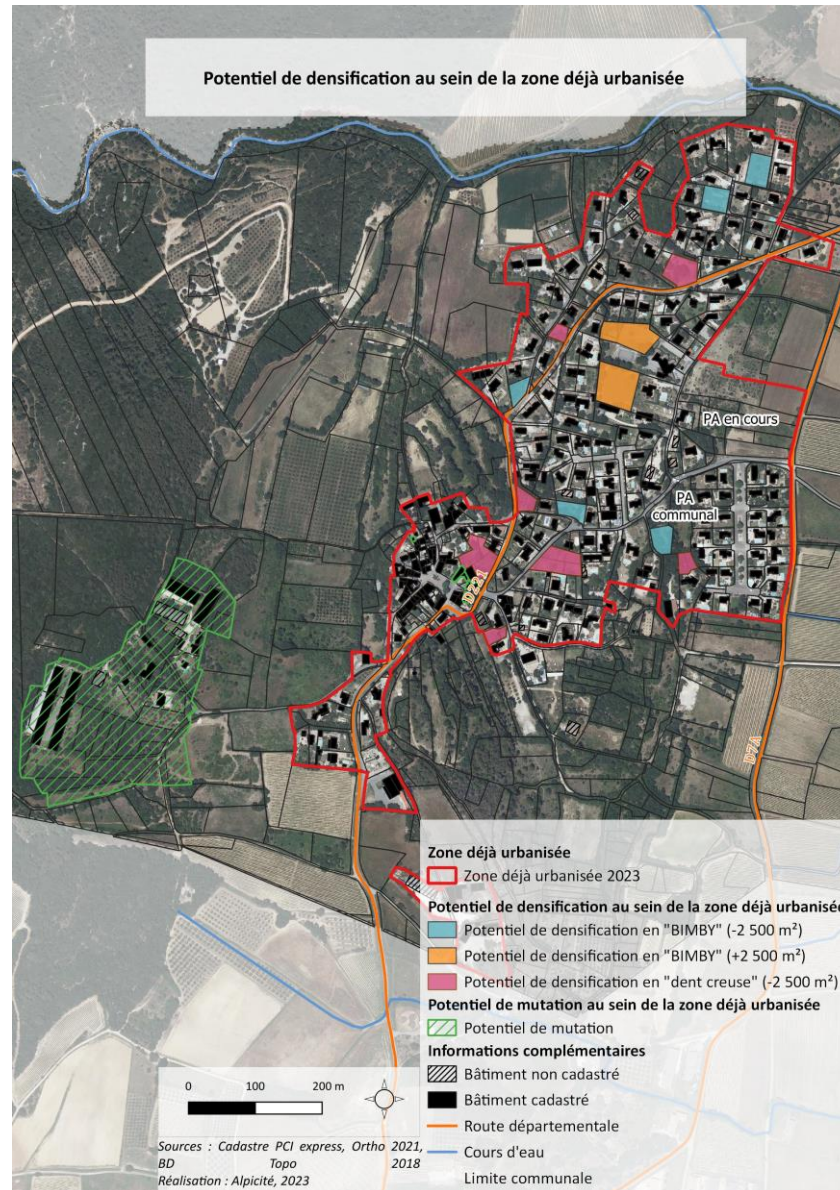 Potentiel de densification au sein de la zone déjà urbanisée
PA en cours
PA
communal
D221
D7A
Zone déjà urbanisée
Zone déjà urbanisée 2023
Potentiel de densification au sein de la zone déjà urbanisée
Potentiel de densification en "BIMBY" (-2 500 m²)
Potentiel de densification en "BIMBY" (+2 500 m²)
Potentiel de densification en "dent creuse" (-2 500 m²)
Potentiel de mutation au sein de la zone déjà urbanisée
Potentiel de mutation
Informations complémentaires
Bâtiment non cadastré
Bâtiment cadastré
Route départementale
Cours d'eau
Limite communale
0 100 200 m
Sources : Cadastre PCI express, Ortho 2021,
BD Topo 2018
Réalisation : Alpicité, 2023